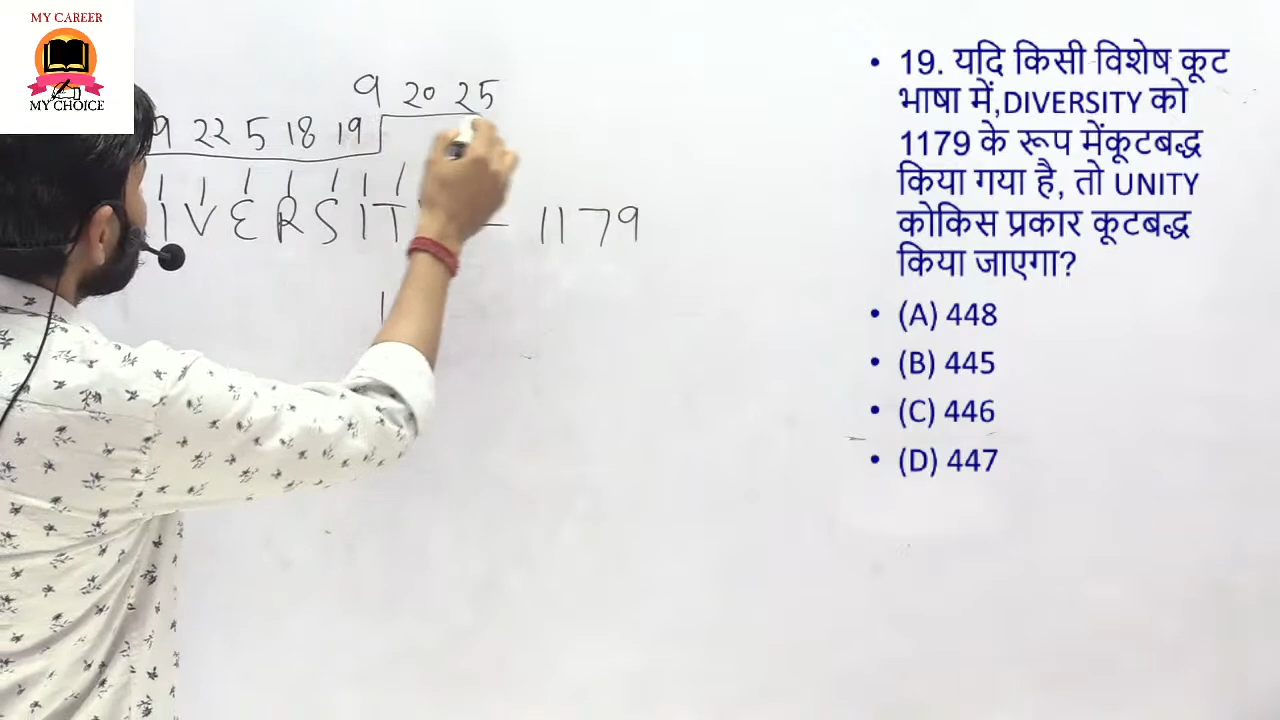 MY CAREER
MY CHOICE
9 20 25
9 22 5 18 19
I V E R S I T
1179
• 19. यदि किसी विशेष कूट
भाषा में,DIVERSITY को
1179 के रूप मेंकूटबद्ध
किया गया है, तो UNITY
कोकिस प्रकार कूटबद्ध
किया जाएगा?
• (A) 448
• (B) 445
• (C) 446
• (D) 447